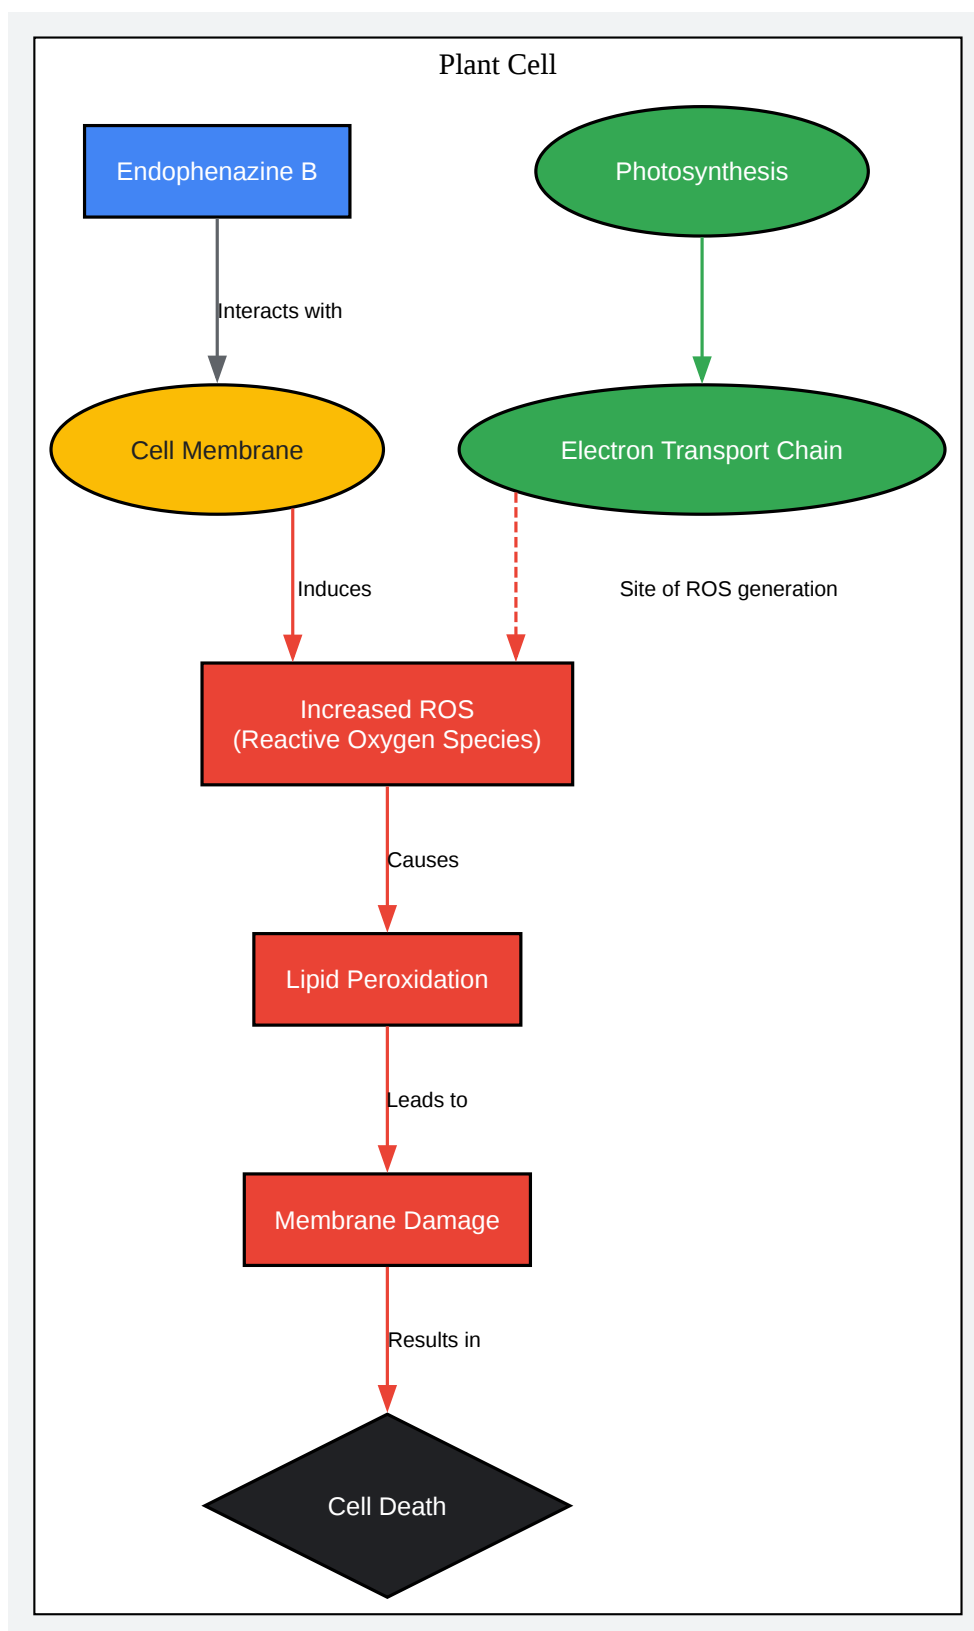 Plant Cell
Endophenazine B
Photosynthesis
Interacts with
Cell Membrane
Electron Transport Chain
Induces
Site of ROS generation
Increased ROS
(Reactive Oxygen Species)
Causes
Lipid Peroxidation
Leads to
Membrane Damage
Results in
Cell Death